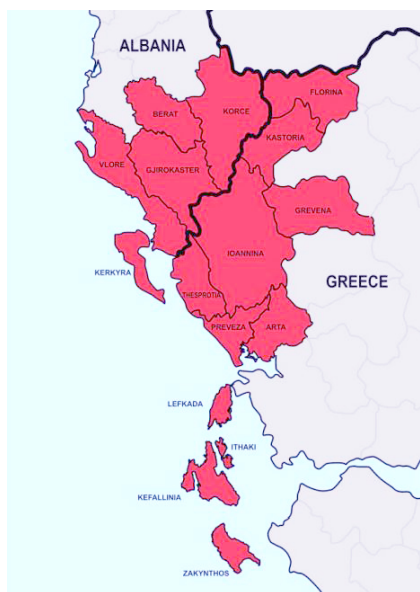 ALBANIA
FLORINA
KORCE
BERAT
KASTORIA
VLORE
GJIROKASTER
GREVENA
IOANNINA
KERKYRA
GREECE
THESPROTIA
PREVEZA
ARTA
LEFKADA
ITHAKI
KEFALLINIA
ZAKYNTHOS